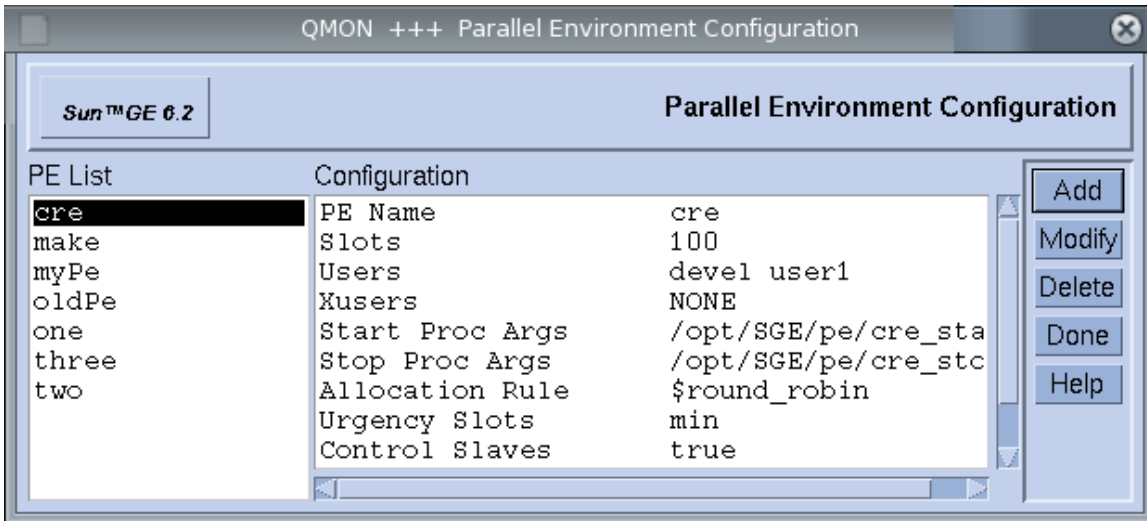 QMON +++ Parallel Environment Configuration
Sun™GE 6.2
Parallel Environment Configuration
PE List
cre
make
myPe
oldPe
one
three
two
Configuration
PE Name cre
Slots 100
Users devel user1
Xusers NONE
Start Proc Args /opt/SGE/pe/cre_sta
Stop Proc Args /opt/SGE/pe/cre_stc
Allocation Rule $round_robin
Urgency Slots min
Control Slaves true
Add
Modify
Delete
Done
Help